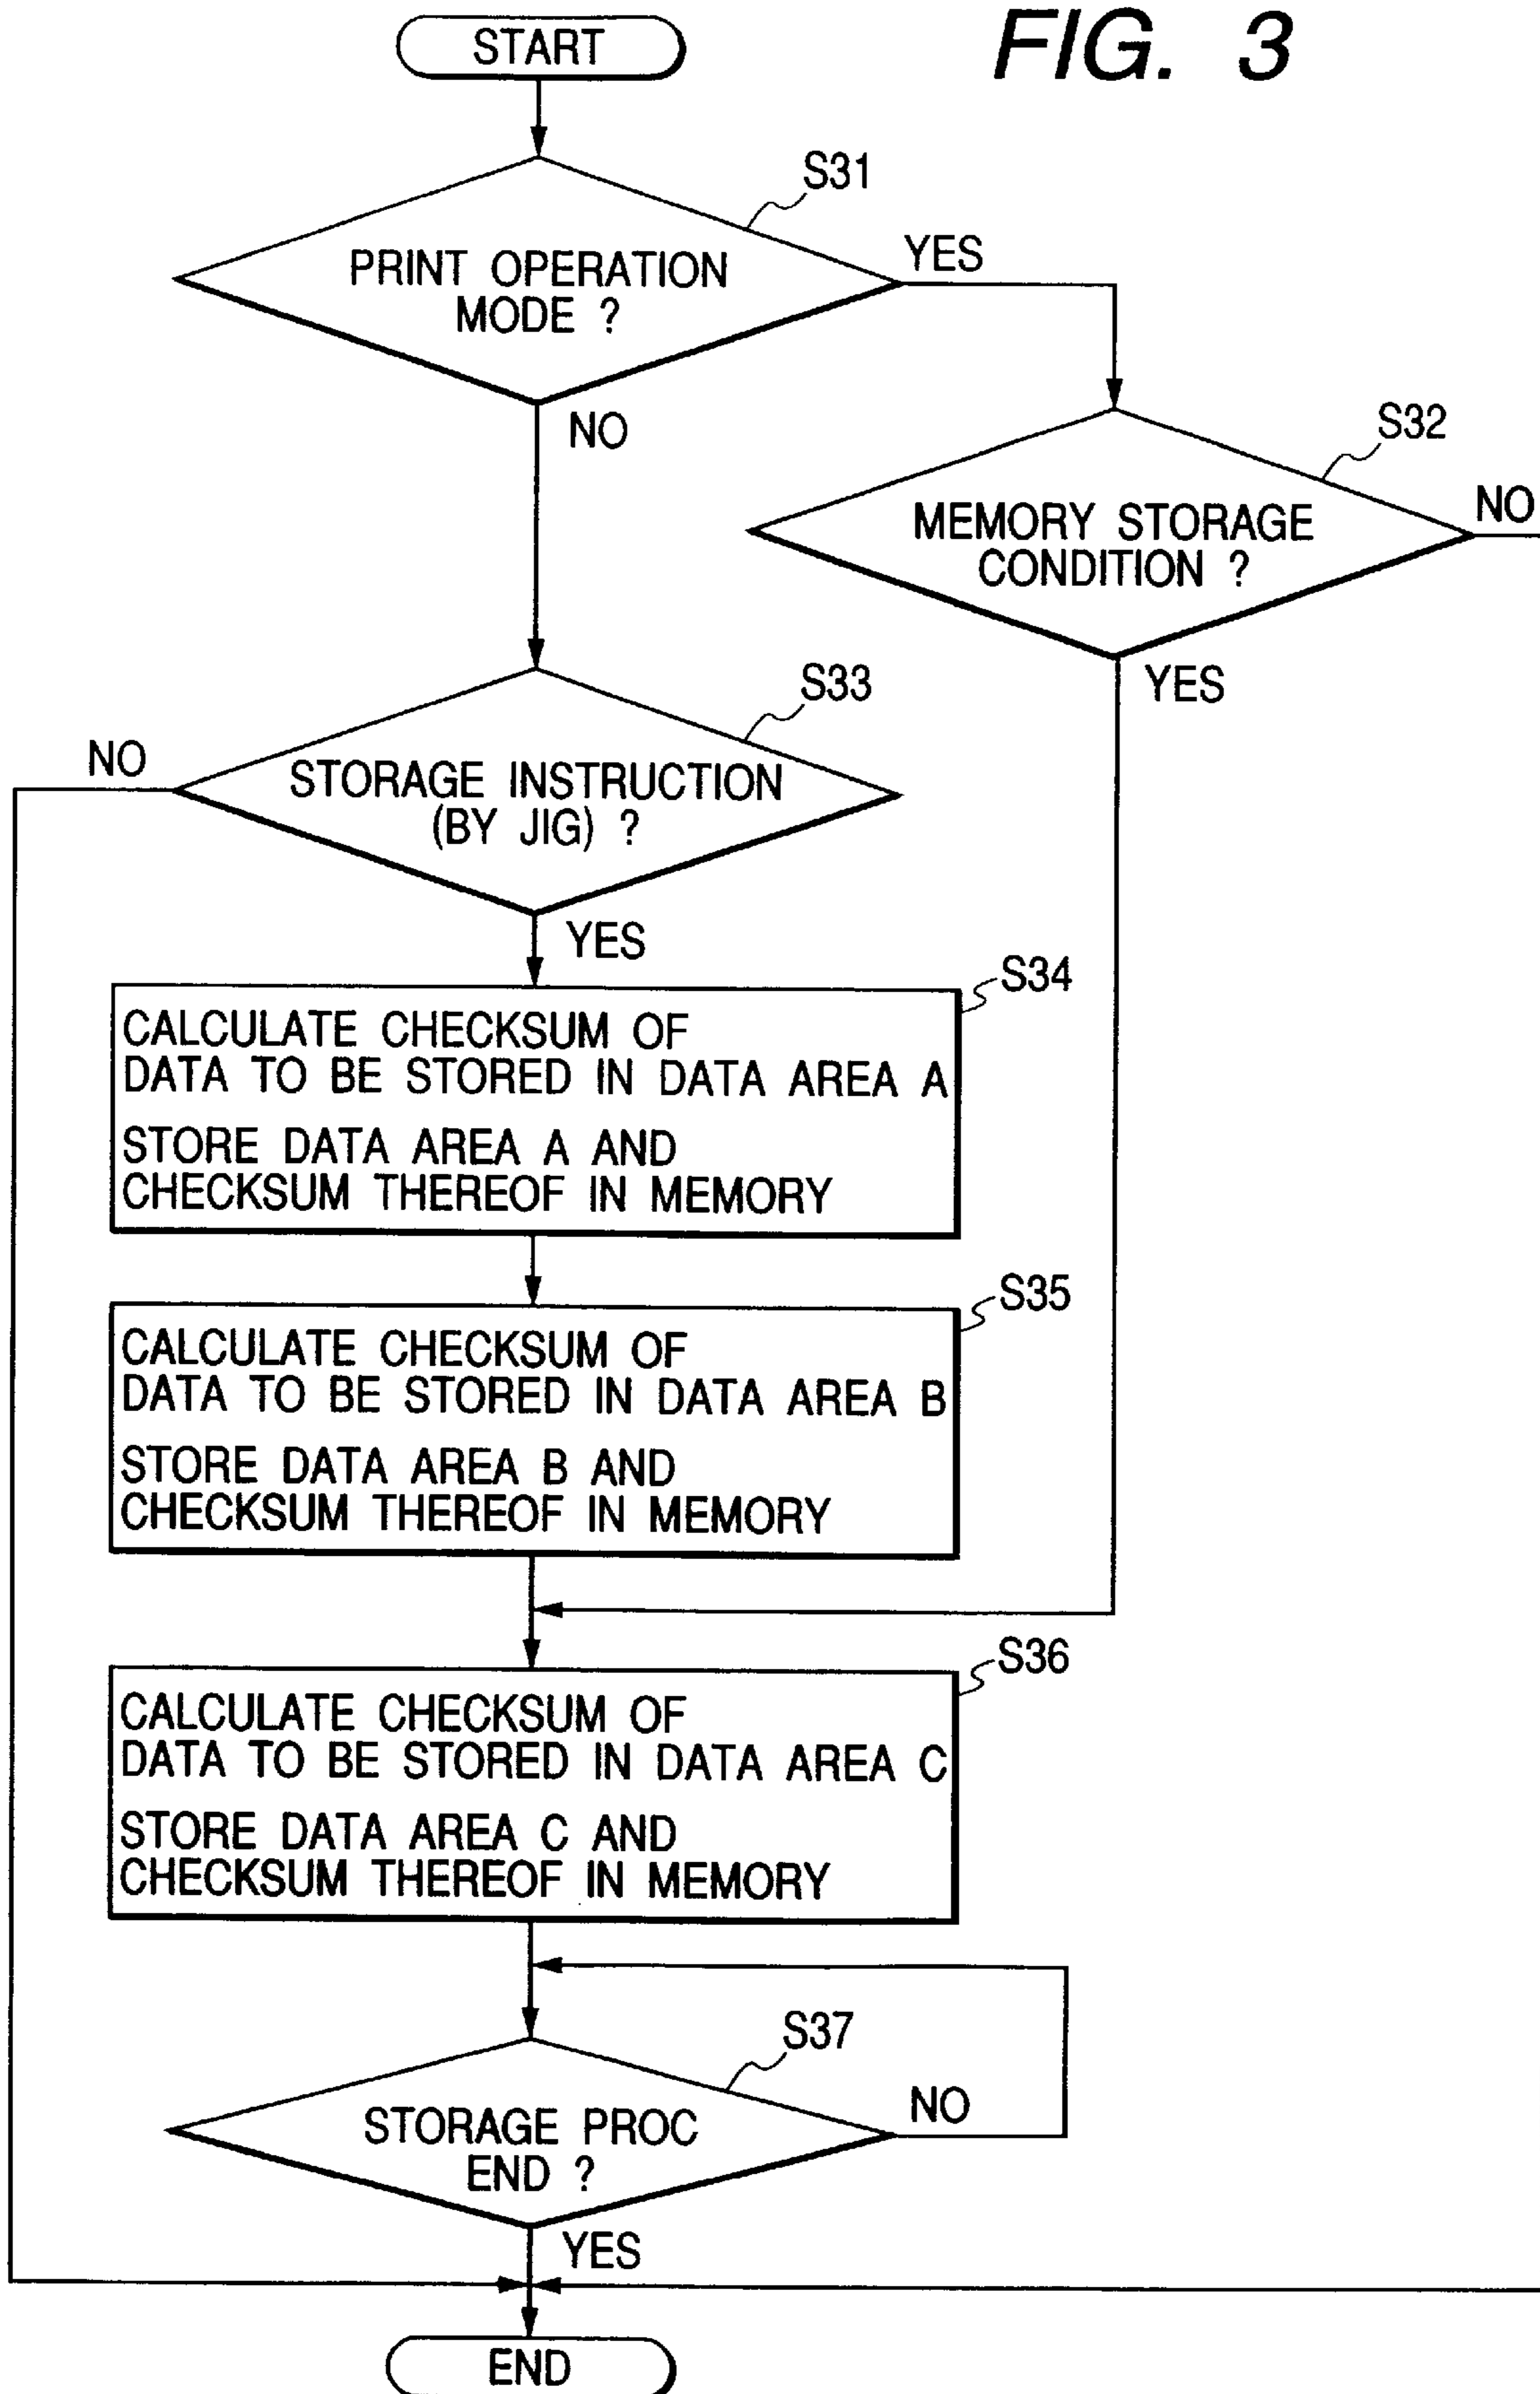 FIG. 3
START
S31
PRINT OPERATION
MODE ?
YES
NO
S32
MEMORY STORAGE
CONDITION ?
NO
YES
S33
NO
STORAGE INSTRUCTION
(BY JIG) ?
YES
S34
CALCULATE CHECKSUM OF
DATA TO BE STORED IN DATA AREA A
STORE DATA AREA A AND
CHECKSUM THEREOF IN MEMORY
S35
CALCULATE CHECKSUM OF
DATA TO BE STORED IN DATA AREA B
STORE DATA AREA B AND
CHECKSUM THEREOF IN MEMORY
S36
CALCULATE CHECKSUM OF
DATA TO BE STORED IN DATA AREA C
STORE DATA AREA C AND
CHECKSUM THEREOF IN MEMORY
S37
STORAGE PROC
END ?
NO
YES
END